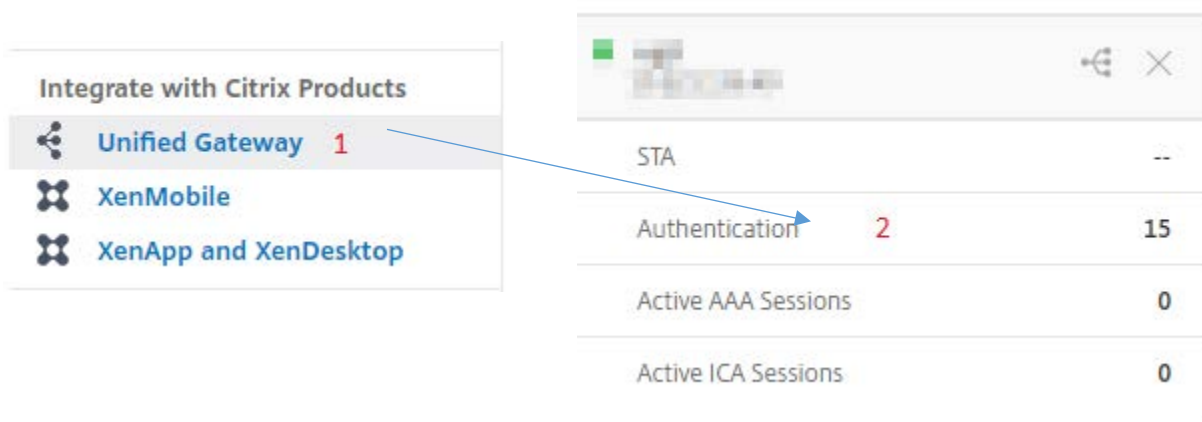 Integrate with Citrix Products
Unified Gateway 1
XenMobile
XenApp and XenDesktop
STA --
Authentication 2 15
Active AAA Sessions 0
Active ICA Sessions 0